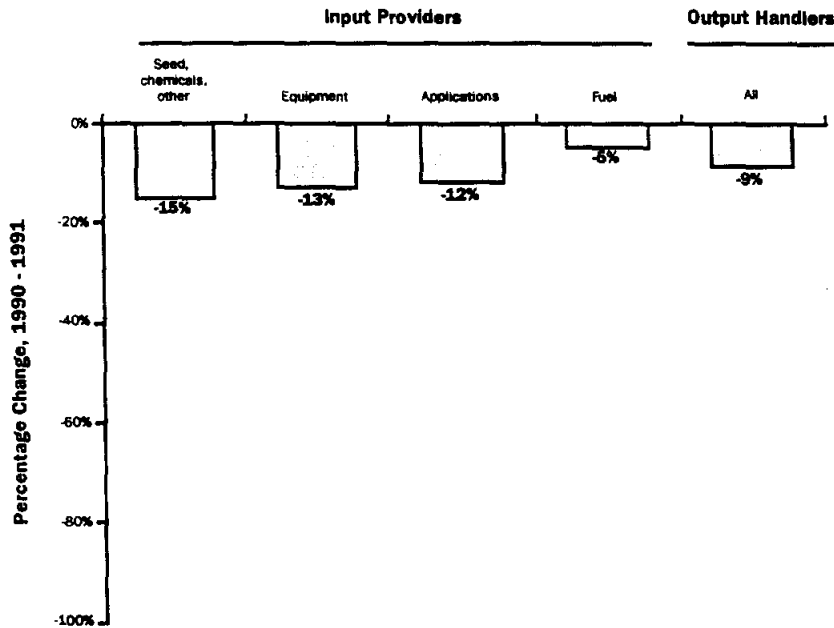 Input Providers
Output Handlers
Seed,
chemicals,
other
Equipment
Applications
Fuel
All
0%
-5%
-9%
-12%
-13%
-15%
-20%
-40%
-60%
-80%
-100%
Percentage Change, 1990 - 1991